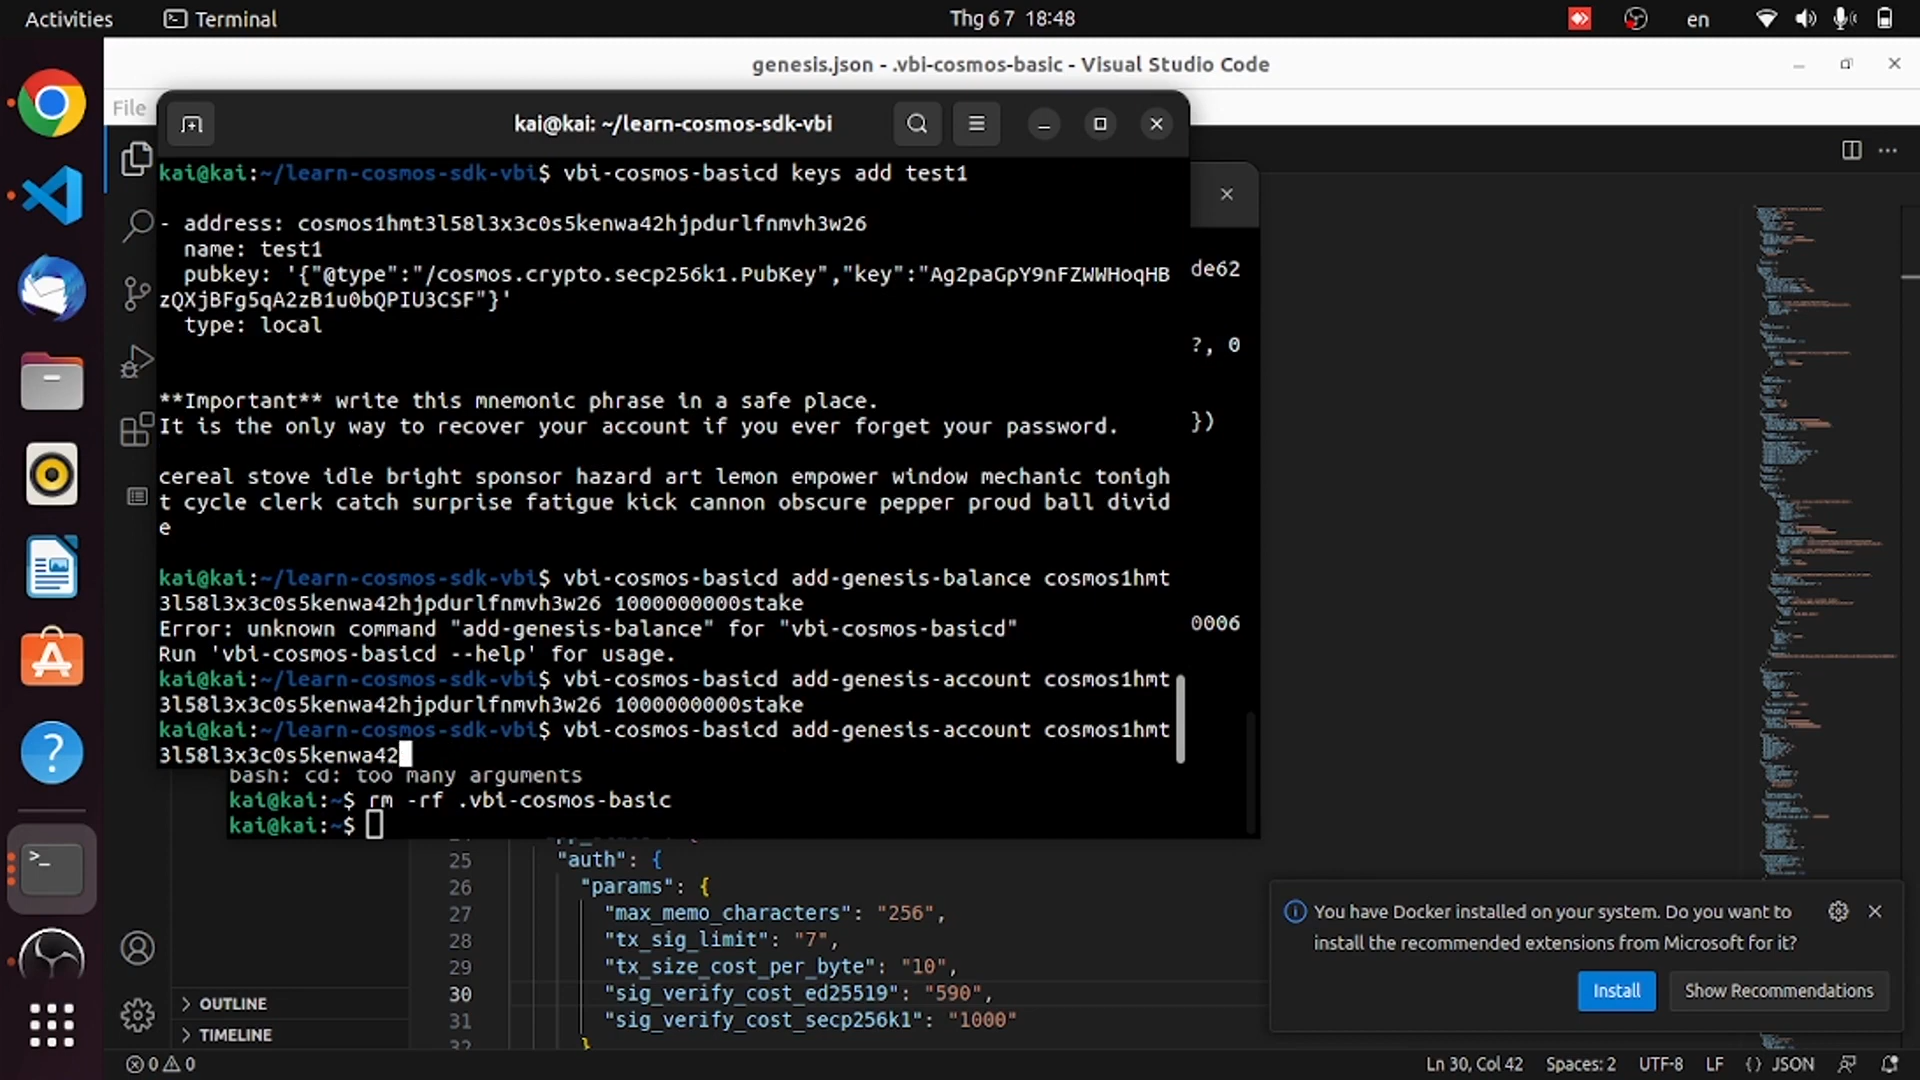 Activities
Terminal
Thg 6 7 18:48
en
genesis.json - .vbi-cosmos-basic - Visual Studio Code
File
kai@kai: ~/learn-cosmos-sdk-vbi
kai@kai:~/learn-cosmos-sdk-vbi$ vbi-cosmos-basicd keys add test1
- address: cosmos1hmt3l58l3x3c0s5kenwa42hjpdurlfnmvh3w26
name: test1
pubkey: '{"@type":"/cosmos.crypto.secp256k1.PubKey","key":"Ag2paGpY9nFZWWHoqHB
zQXjBFg5qA2zB1u0bQPIU3CSF"}'
type: local
**Important** write this mnemonic phrase in a safe place.
It is the only way to recover your account if you ever forget your password.
cereal stove idle bright sponsor hazard art lemon empower window mechanic tonigh
t cycle clerk catch surprise fatigue kick cannon obscure pepper proud ball divid
e
kai@kai:~/learn-cosmos-sdk-vbi$ vbi-cosmos-basicd add-genesis-balance cosmos1hmt
3l58l3x3c0s5kenwa42hjpdurlfnmvh3w26 1000000000stake
Error: unknown command "add-genesis-balance" for "vbi-cosmos-basicd"
Run 'vbi-cosmos-basicd --help' for usage.
kai@kai:~/learn-cosmos-sdk-vbi$ vbi-cosmos-basicd add-genesis-account cosmos1hmt
3l58l3x3c0s5kenwa42hjpdurlfnmvh3w26 1000000000stake
kai@kai:~/learn-cosmos-sdk-vbi$ vbi-cosmos-basicd add-genesis-account cosmos1hmt
3l58l3x3c0s5kenwa42
de62
?, 0
})
0006
bash: cd: too many arguments
kai@kai:~$ rm -rf .vbi-cosmos-basic
kai@kai:~$
25 "auth": {
26 "params": {
27 "max_memo_characters": "256",
28 "tx_sig_limit": "7",
29 "tx_size_cost_per_byte": "10",
30 "sig_verify_cost_ed25519": "590",
31 "sig_verify_cost_secp256k1": "1000"
32 }
OUTLINE
TIMELINE
You have Docker installed on your system. Do you want to
install the recommended extensions from Microsoft for it?
Install
Show Recommendations
0 0
Ln 30, Col 42
Spaces: 2
UTF-8
LF
{} JSON